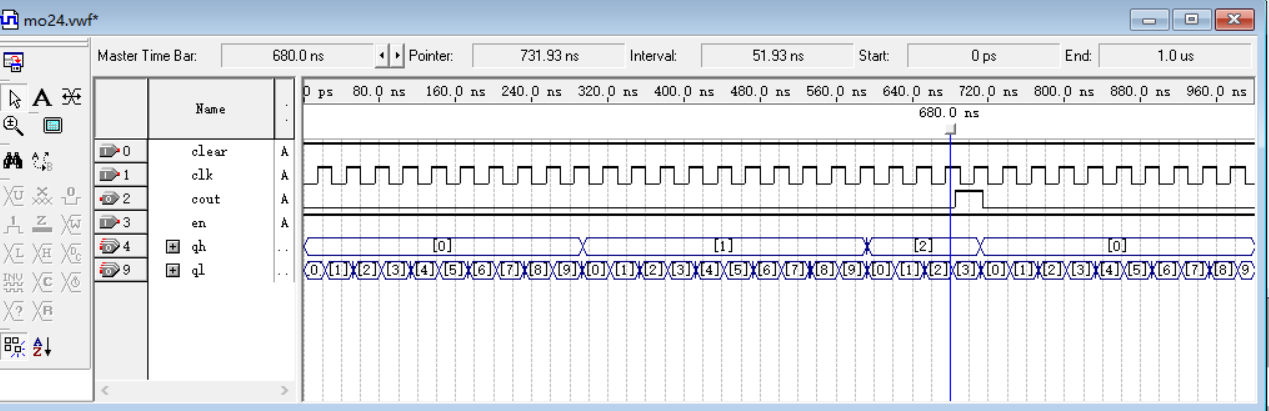 mo24.vwf*
Master Time Bar: 680.0 ns Pointer: 731.93 ns Interval: 51.93 ns Start: 0 ps End: 1.0 us
Name
0 ps 80.0 ns 160.0 ns 240.0 ns 320.0 ns 400.0 ns 480.0 ns 560.0 ns 640.0 ns 720.0 ns 800.0 ns 880.0 ns 960.0 ns
680.0 ns
0 clear A
1 clk A
2 cout A
3 en A
4 qh [0] [1] [2] [0]
9 ql 0 [1] [2] [3] [4] [5] [6] [7] [8] [9] [0] [1] [2] [3] [4] [5] [6] [7] [8] [9] [0] [1] [2] [3] [0] [1] [2] [3] [4] [5] [6] [7] [8] 9